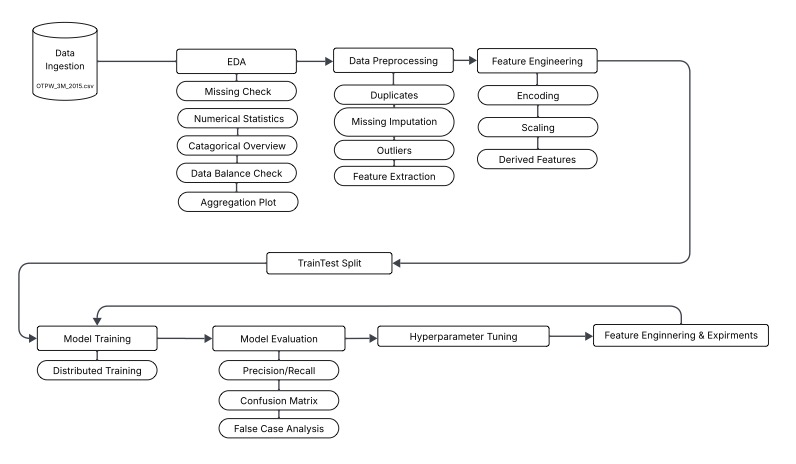 Data
Ingestion
OTPW_3M_2015.csv
EDA
Missing Check
Numerical Statistics
Catagorical Overview
Data Balance Check
Aggregation Plot
Data Preprocessing
Duplicates
Missing Imputation
Outliers
Feature Extraction
Feature Engineering
Encoding
Scaling
Derived Features
TrainTest Split
Model Training
Distributed Training
Model Evaluation
Precision/Recall
Confusion Matrix
False Case Analysis
Hyperparameter Tuning
Feature Enginnering & Expirments